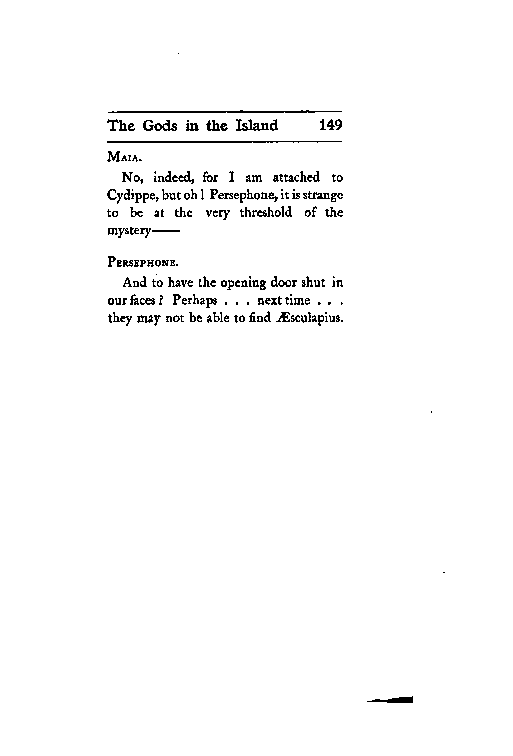 The Gods in the Island 149
MAIA.
No, indeed, for I am attached to
Cydippe, but oh! Persephone, it is strange
to be at the very threshold of the
mystery——
PERSEPHONE.
And to have the opening door shut in
our faces? Perhaps . . . next time . . .
they may not be able to find Æsculapius.